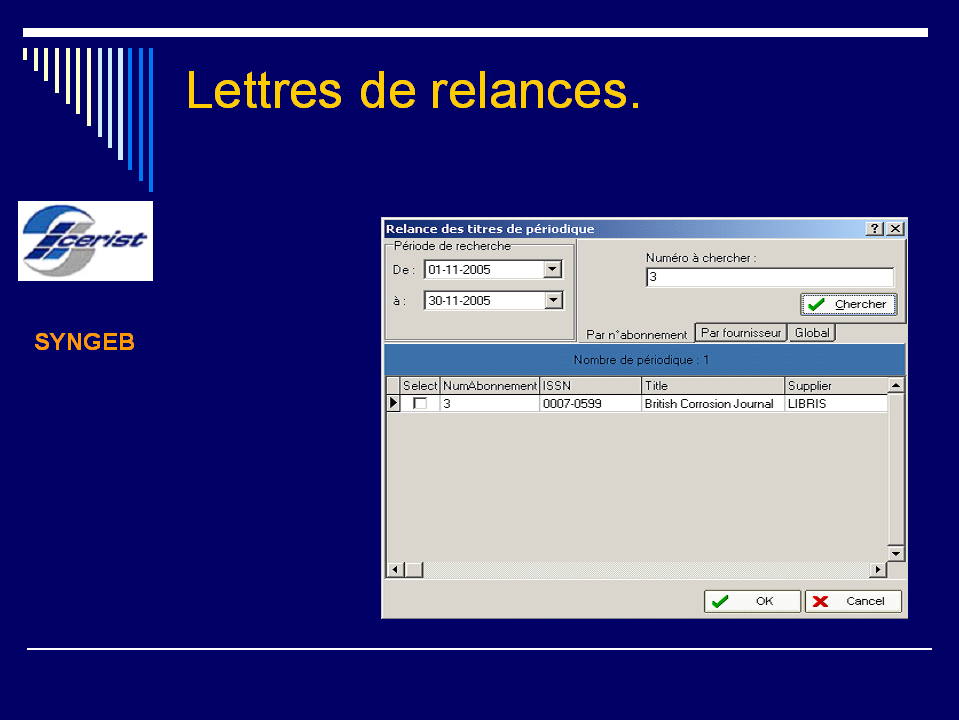 Lettres de relances.
cerist
SYNGEB
Relance des titres de périodique
Période de recherche
De : 01-11-2005
à : 30-11-2005
Numéro à chercher :
3
Chercher
Par n°abonnement Par fournisseur Global
Nombre de périodique : 1
Select NumAbonnement ISSN Title Supplier
3 0007-0599 British Corrosion Journal LIBRIS
OK Cancel